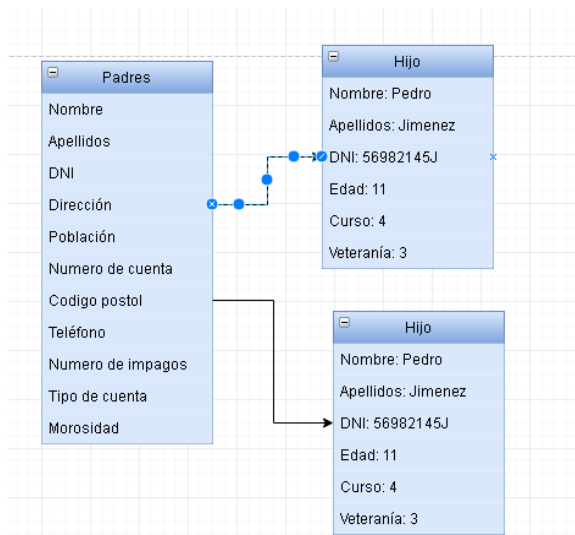 Padres
Nombre
Apellidos
DNI
Dirección
Población
Numero de cuenta
Codigo postol
Teléfono
Numero de impagos
Tipo de cuenta
Morosidad
Hijo
Nombre: Pedro
Apellidos: Jimenez
DNI: 56982145J
Edad: 11
Curso: 4
Veteranía: 3
Hijo
Nombre: Pedro
Apellidos: Jimenez
DNI: 56982145J
Edad: 11
Curso: 4
Veteranía: 3